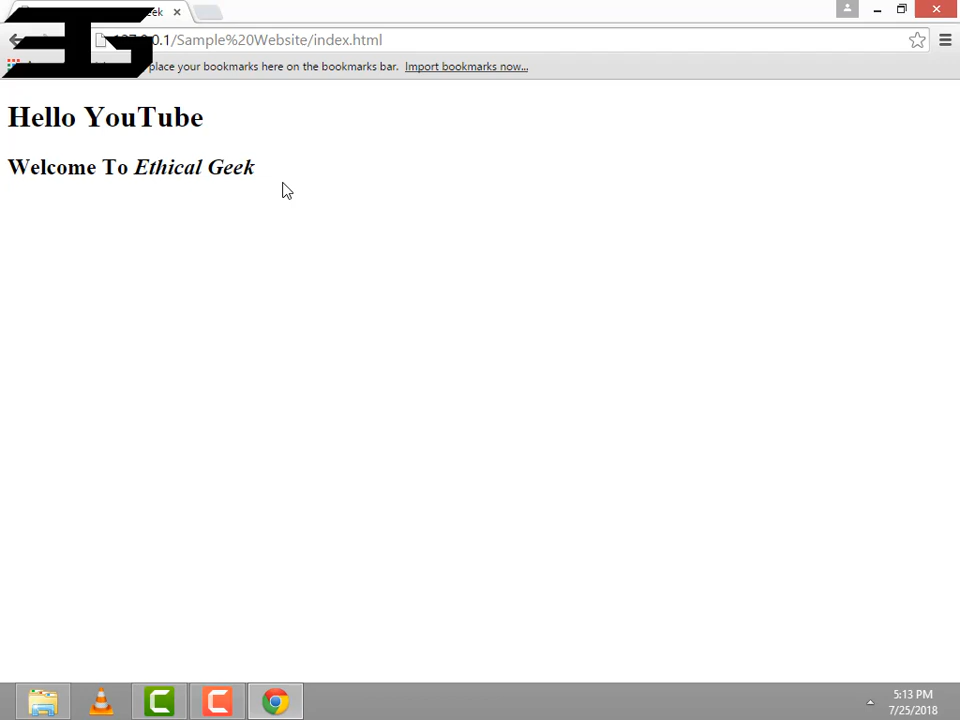 /Sample%20Website/index.html
place your bookmarks here on the bookmarks bar. Import bookmarks now...
Hello YouTube
Welcome To Ethical Geek
5:13 PM
7/25/2018